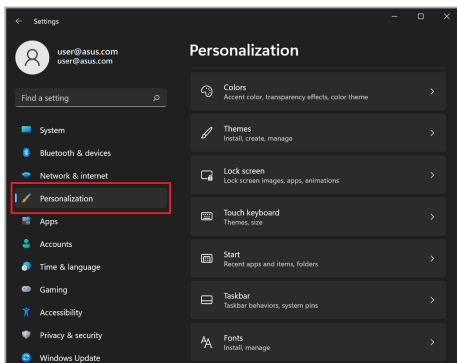 Settings
user@asus.com
user@asus.com
Find a setting
System
Bluetooth & devices
Network & internet
Personalization
Apps
Accounts
Time & language
Gaming
Accessibility
Privacy & security
Windows Update
Personalization
Colors
Accent color, transparency effects, color theme
Themes
Install, create, manage
Lock screen
Lock screen images, apps, animations
Touch keyboard
Themes, size
Start
Recent apps and items, folders
Taskbar
Taskbar behaviors, system pins
Fonts
Install, manage